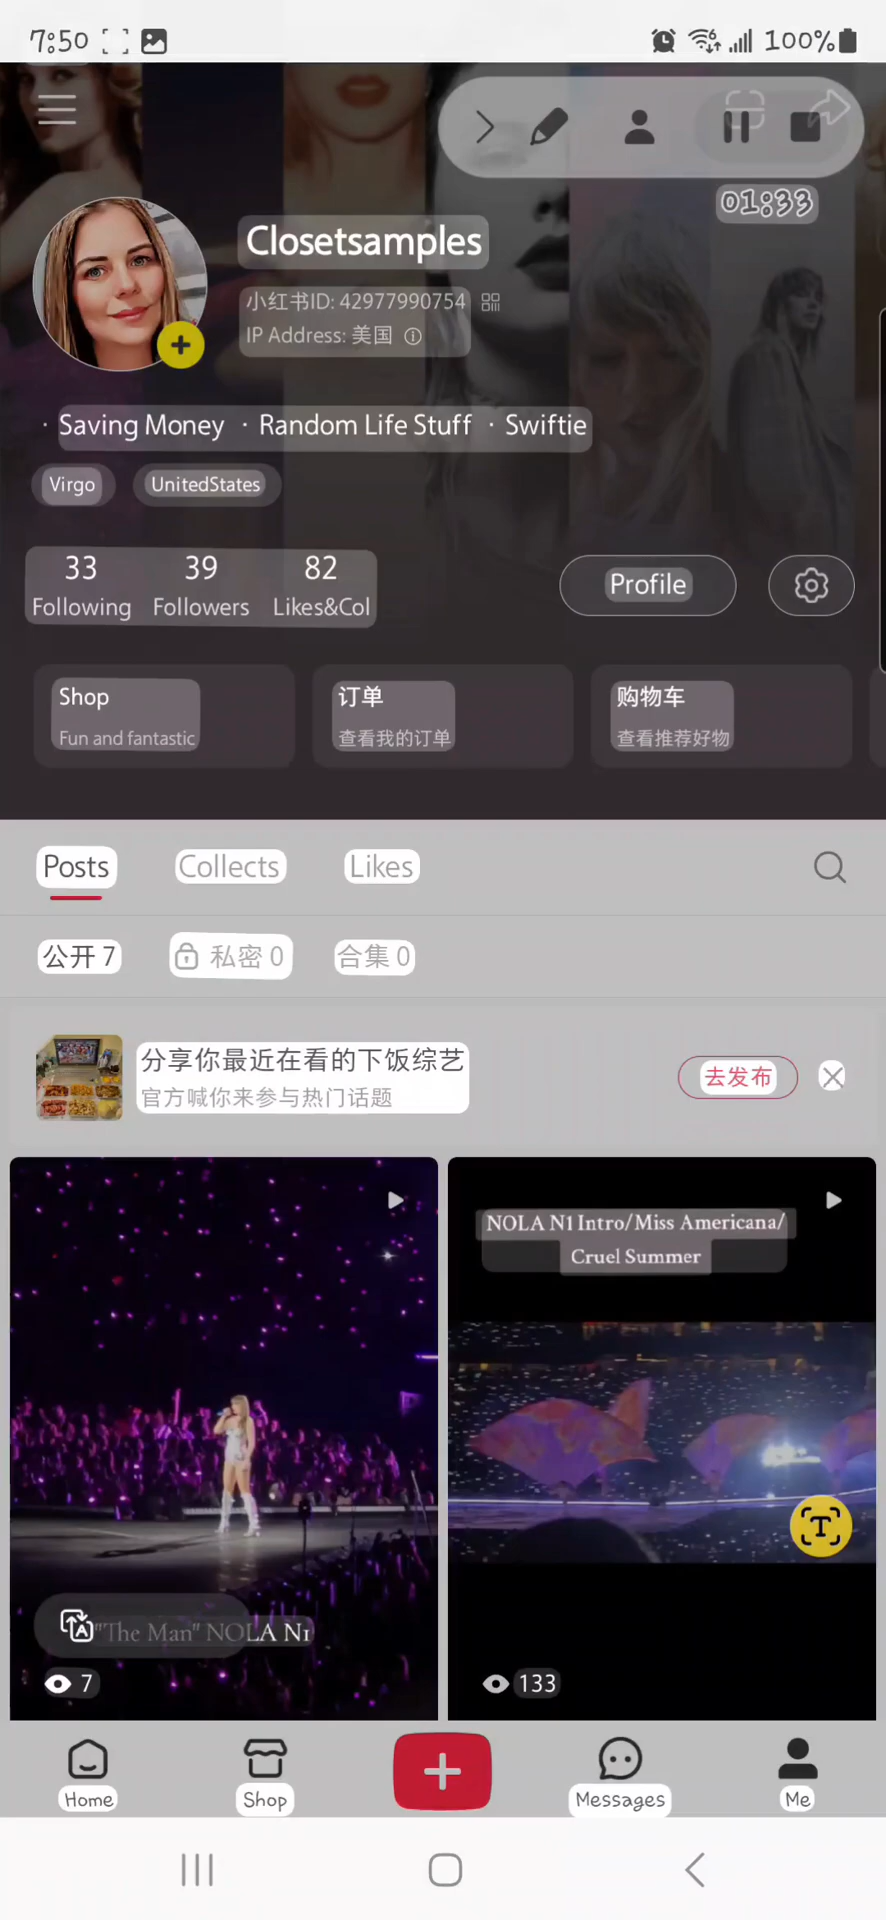 7:50
100%
01:33
Closetsamples
小红书ID: 42977990754
IP Address: 美国
· Saving Money · Random Life Stuff · Swiftie
Virgo UnitedStates
33 39 82
Following Followers Likes&Col
Profile
Shop 订单 购物车
Fun and fantastic 查看我的订单 查看推荐好物
Posts Collects Likes
公开 7 私密 0 合集 0
分享你最近在看的下饭综艺
官方喊你来参与热门话题
去发布
NOLA N1 Intro/Miss Americana/
Cruel Summer
"The Man" NOLA N1
7 133
Home Shop Messages Me